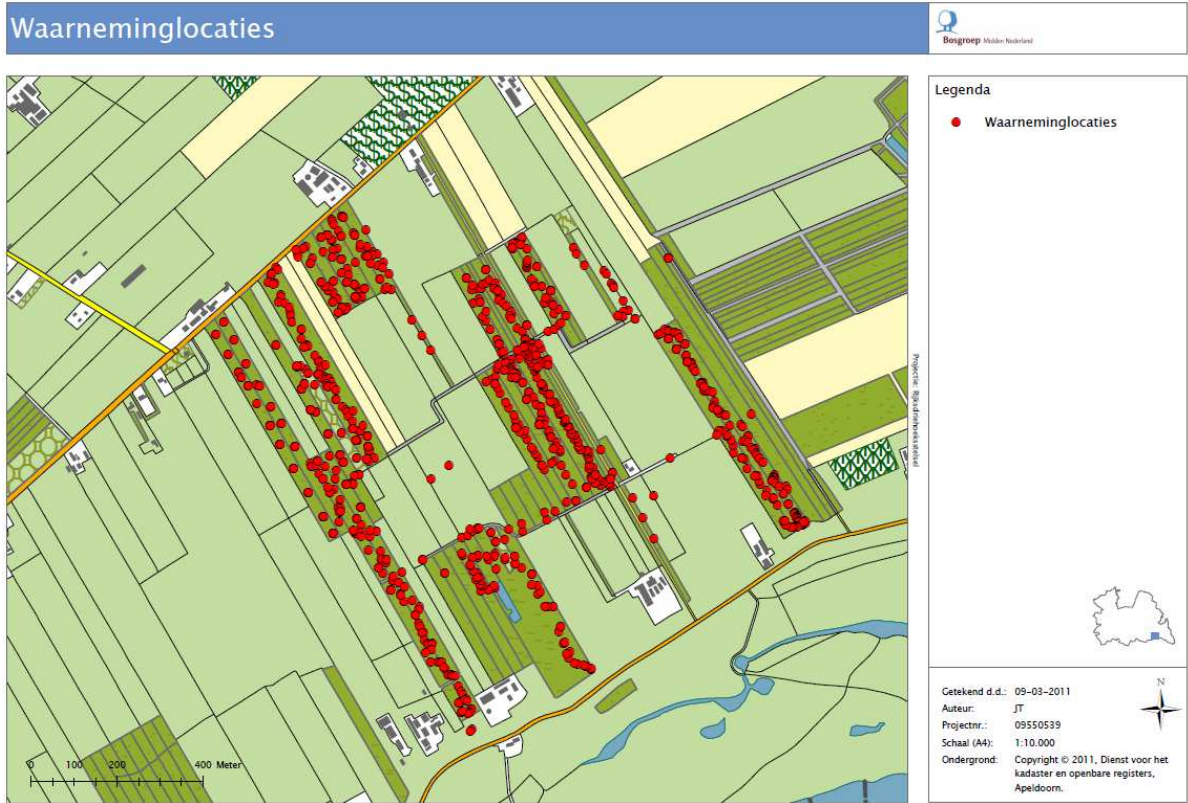 Waarneminglocaties
Bosgroep Midden Nederland
Legenda
Waarneminglocaties
Projectie: Rijksdriehoeksstelsel
0 100 200 400 Meter
N
Getekend d.d.: 09-03-2011
Auteur: JT
Projectnr.: 09550539
Schaal (A4): 1:10.000
Ondergrond: Copyright © 2011, Dienst voor het
kadaster en openbare registers,
Apeldoorn.